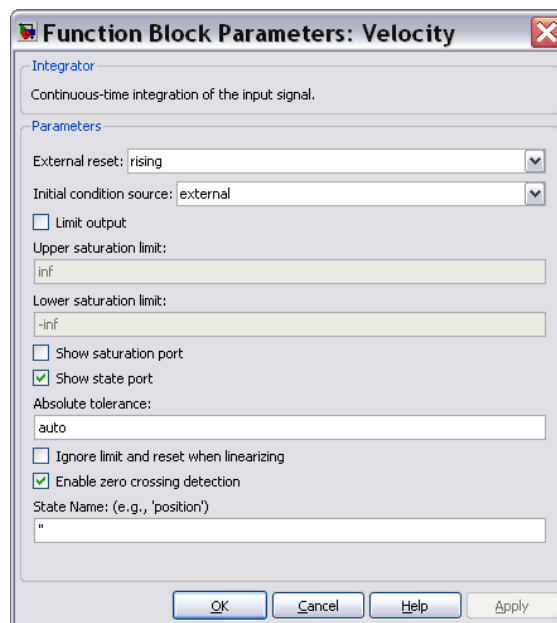 Function Block Parameters: Velocity
Integrator
Continuous-time integration of the input signal.
Parameters
External reset: rising
Initial condition source: external
Limit output
Upper saturation limit:
inf
Lower saturation limit:
-inf
Show saturation port
Show state port
Absolute tolerance:
auto
Ignore limit and reset when linearizing
Enable zero crossing detection
State Name: (e.g., 'position')
''
OK Cancel Help Apply